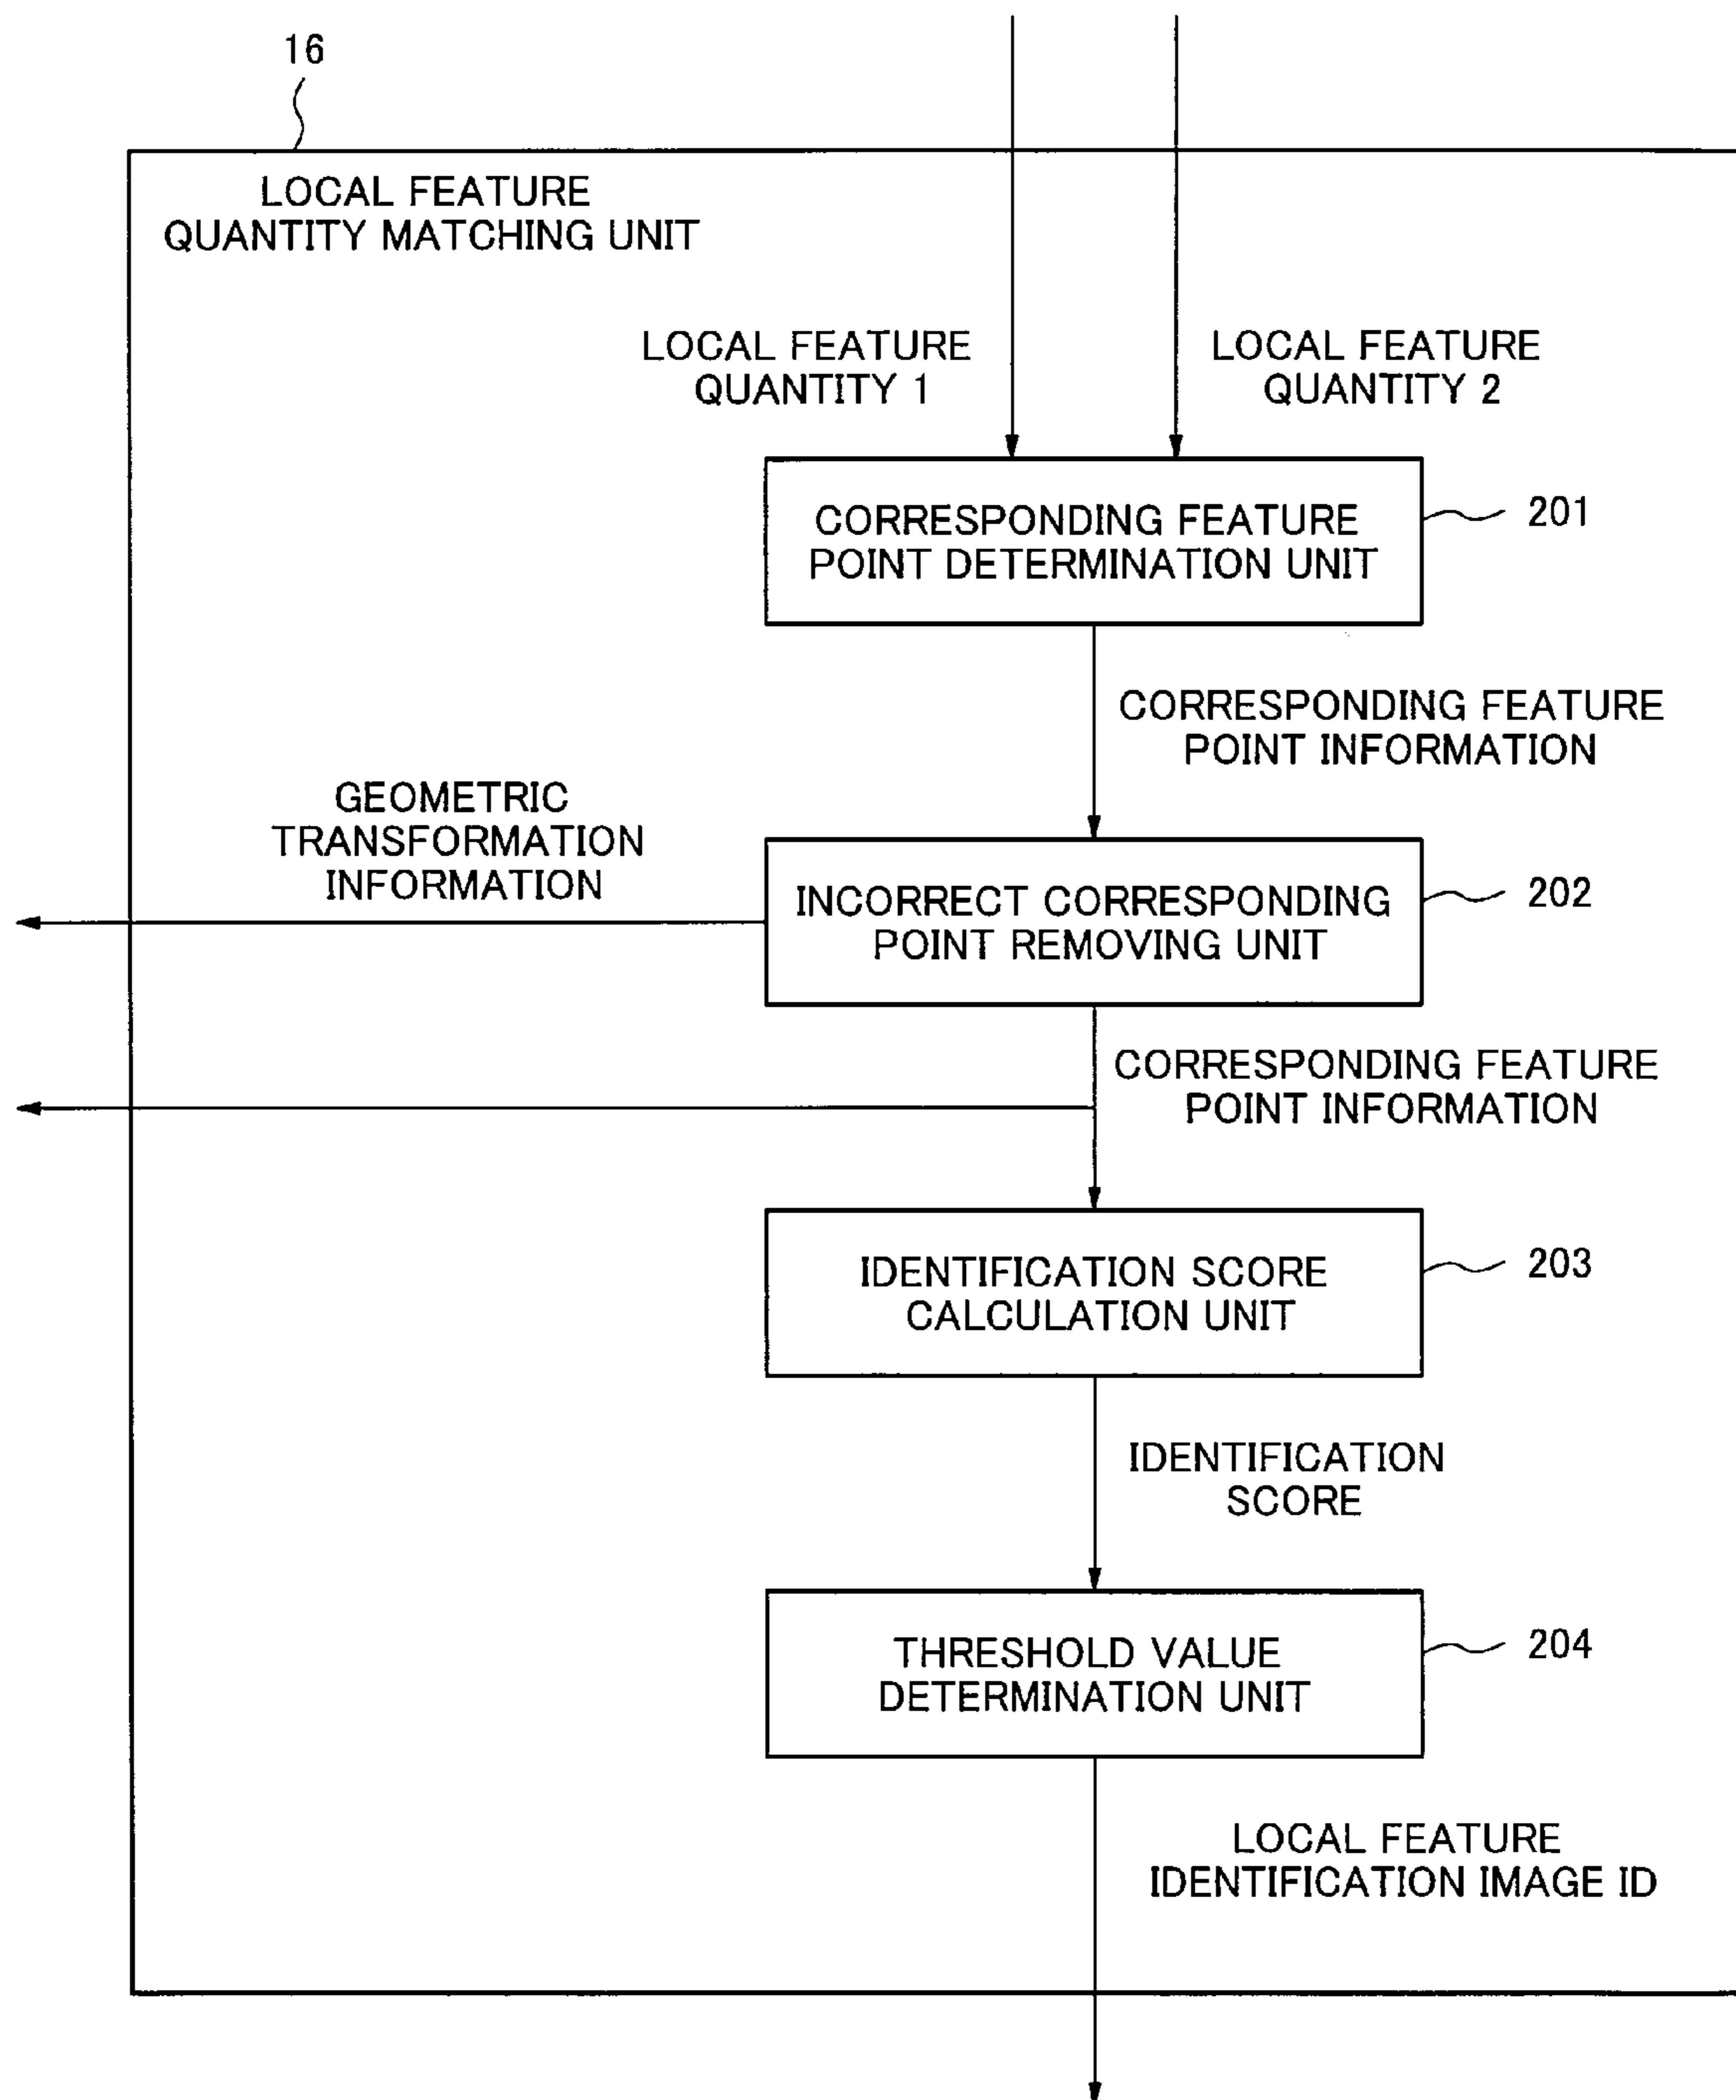 16
LOCAL FEATURE
QUANTITY MATCHING UNIT
LOCAL FEATURE
QUANTITY 1
LOCAL FEATURE
QUANTITY 2
CORRESPONDING FEATURE
POINT DETERMINATION UNIT
201
CORRESPONDING FEATURE
POINT INFORMATION
GEOMETRIC
TRANSFORMATION
INFORMATION
INCORRECT CORRESPONDING
POINT REMOVING UNIT
202
CORRESPONDING FEATURE
POINT INFORMATION
IDENTIFICATION SCORE
CALCULATION UNIT
203
IDENTIFICATION
SCORE
THRESHOLD VALUE
DETERMINATION UNIT
204
LOCAL FEATURE
IDENTIFICATION IMAGE ID